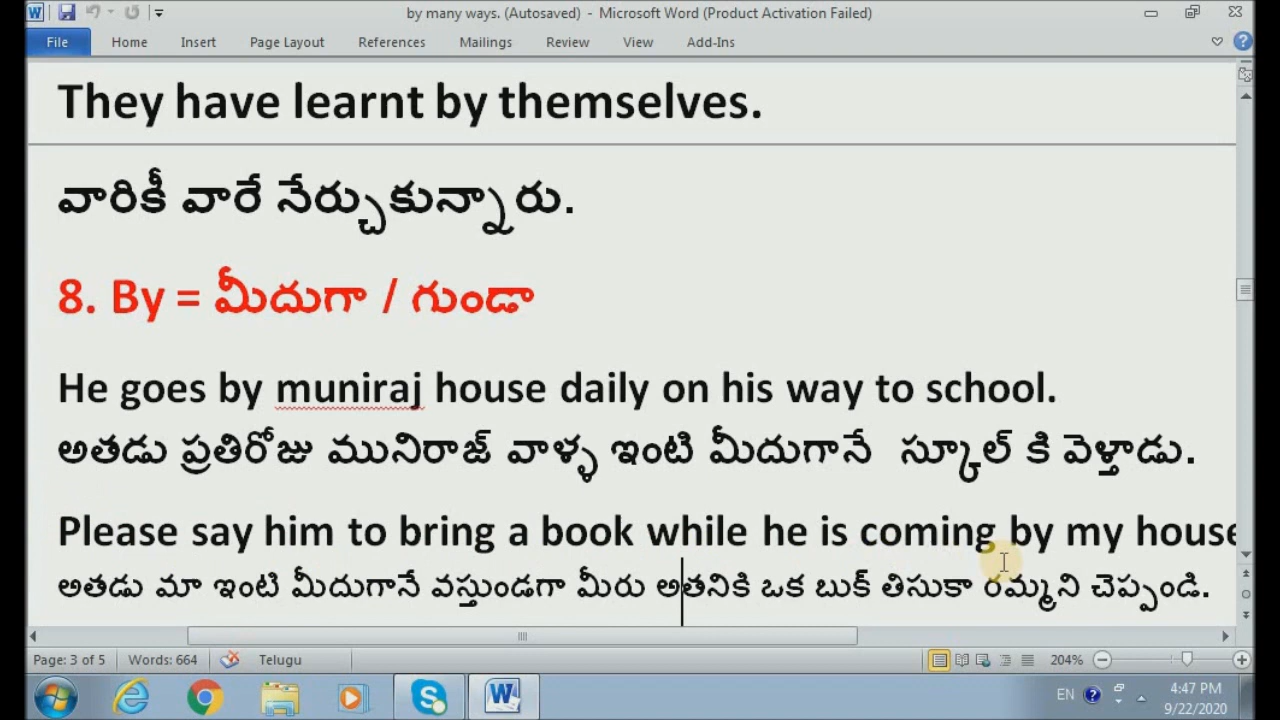 by many ways. (Autosaved) - Microsoft Word (Product Activation Failed)
File Home Insert Page Layout References Mailings Review View Add-Ins
They have learnt by themselves.
వారికీ వారే నేర్చుకున్నారు.
8. By = మీదుగా / గుండా
He goes by muniraj house daily on his way to school.
అతడు ప్రతిరోజు మునిరాజ్ వాళ్ళ ఇంటి మీదుగానే స్కూల్ కి వెళ్తాడు.
Please say him to bring a book while he is coming by my house
అతడు మా ఇంటి మీదుగానే వస్తుండగా మీరు అతనికి ఒక బుక్ తిసుకా రమ్మని చెప్పండి.
Page: 3 of 5 Words: 664 Telugu 204%
EN 4:47 PM
9/22/2020